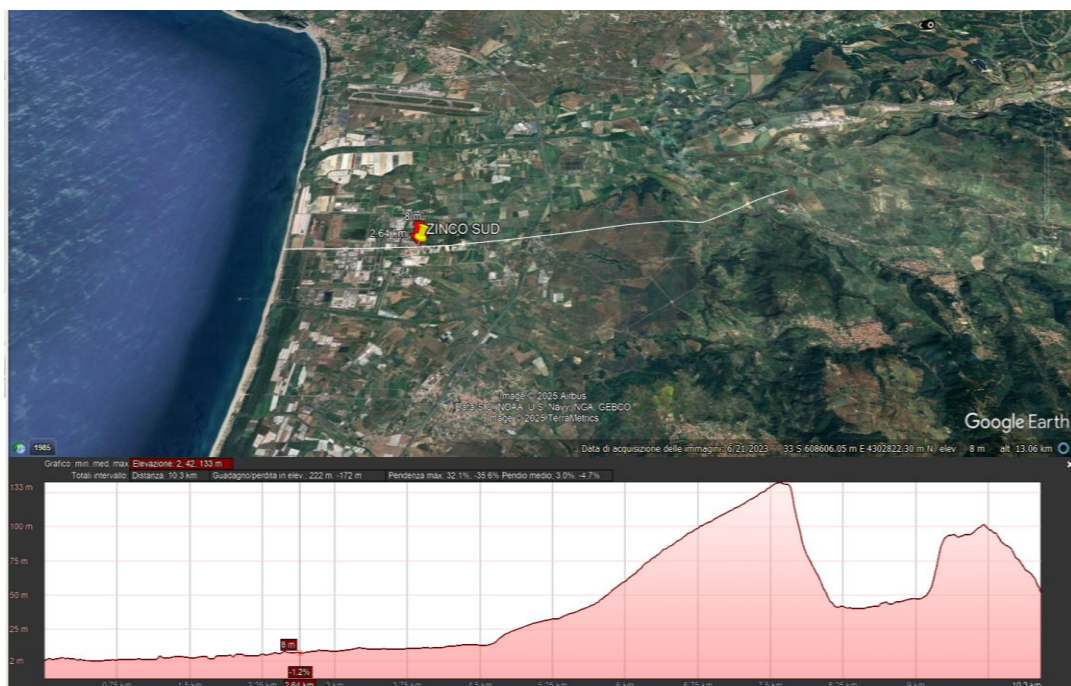 8 m
ZINCO SUD
2.64 km
Image © 2025 Airbus
Data SIO, NOAA, U.S. Navy, NGA, GEBCO
Image © 2025 TerraMetrics
Google Earth
1985
Data di acquisizione delle immagini: 6/21/2023 33 S 608606.05 m E 4302822.30 m N elev 8 m alt 13.06 km
Grafico: min, med, max Elevazione: 2, 42, 133 m
Totali intervallo: Distanza: 10.3 km Guadagno/perdita in elev.: 222 m, -172 m Pendenza max: 32.1%, -35.6% Pendio medio: 3.0%, -4.7%
133 m
100 m
75 m
50 m
25 m
2 m
8 m
-1.2%
0.75 km 1.5 km 2.25 km 2.64 km 3 km 3.75 km 4.5 km 5.25 km 6 km 6.75 km 7.5 km 8.25 km 9 km 10.3 km